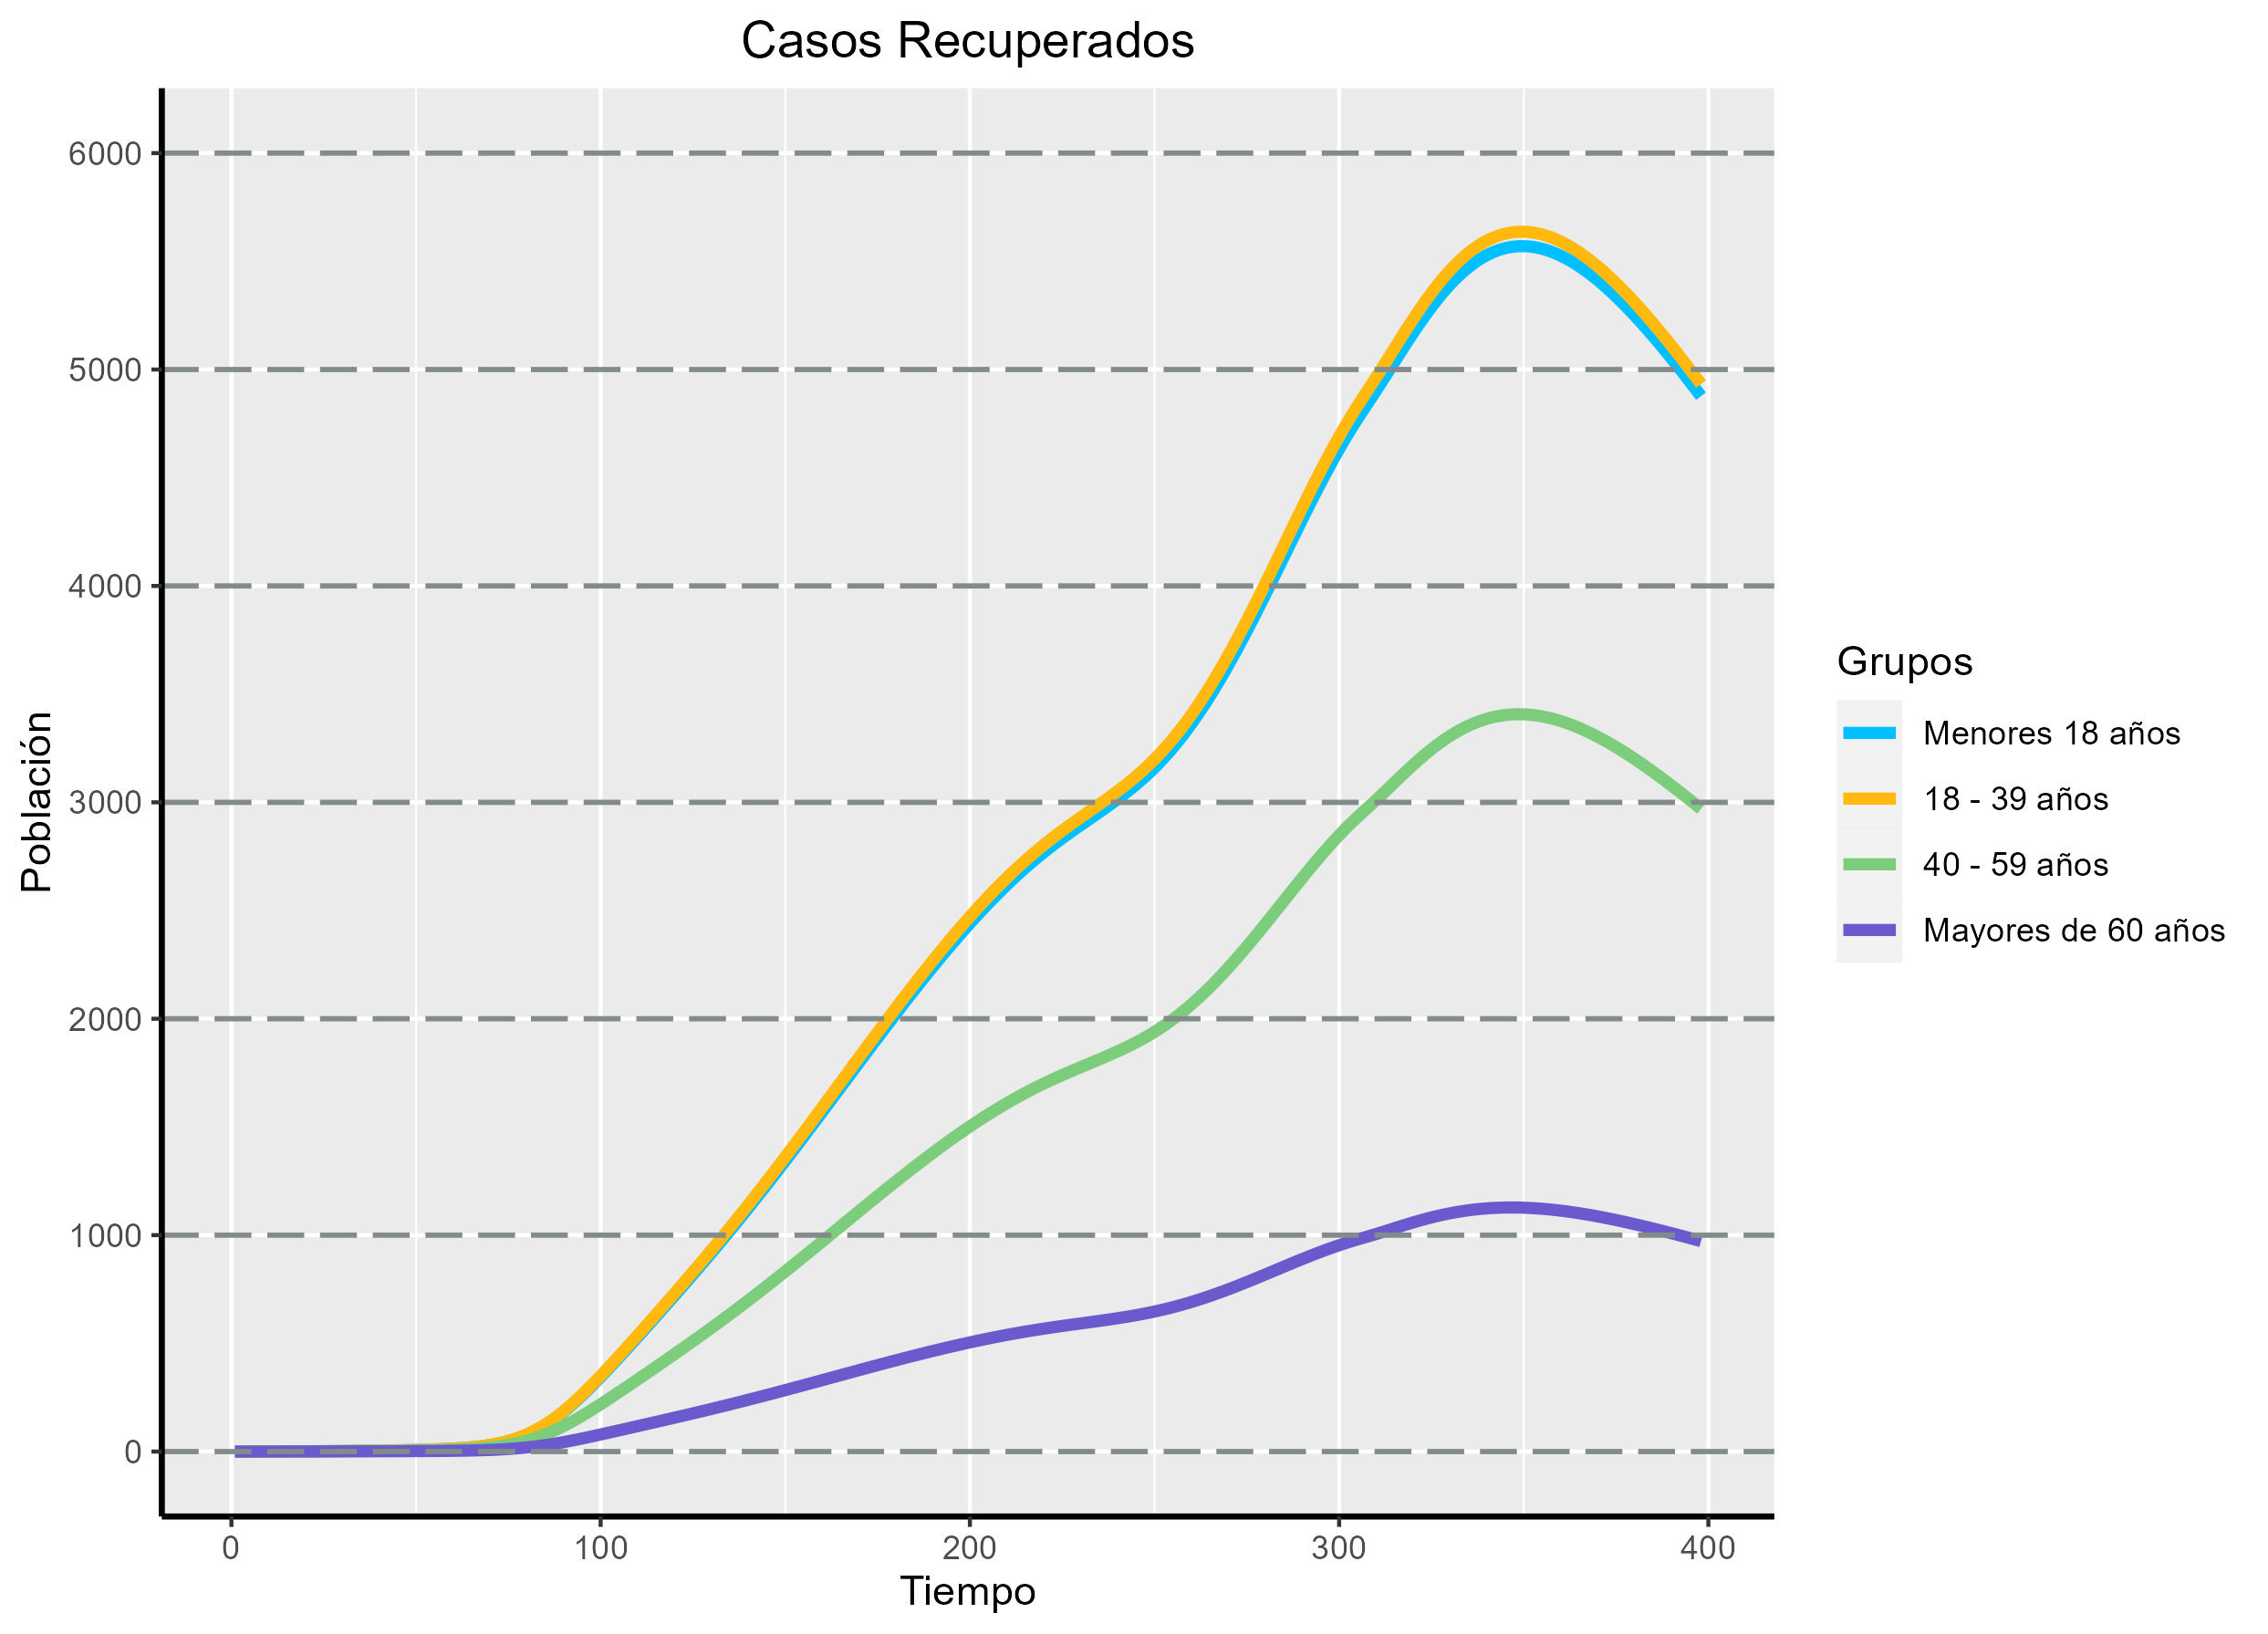 Casos Recuperados
Población
6000
5000
4000
3000
2000
1000
0
0 100 200 300 400
Tiempo
Grupos
Menores 18 años
18 - 39 años
40 - 59 años
Mayores de 60 años